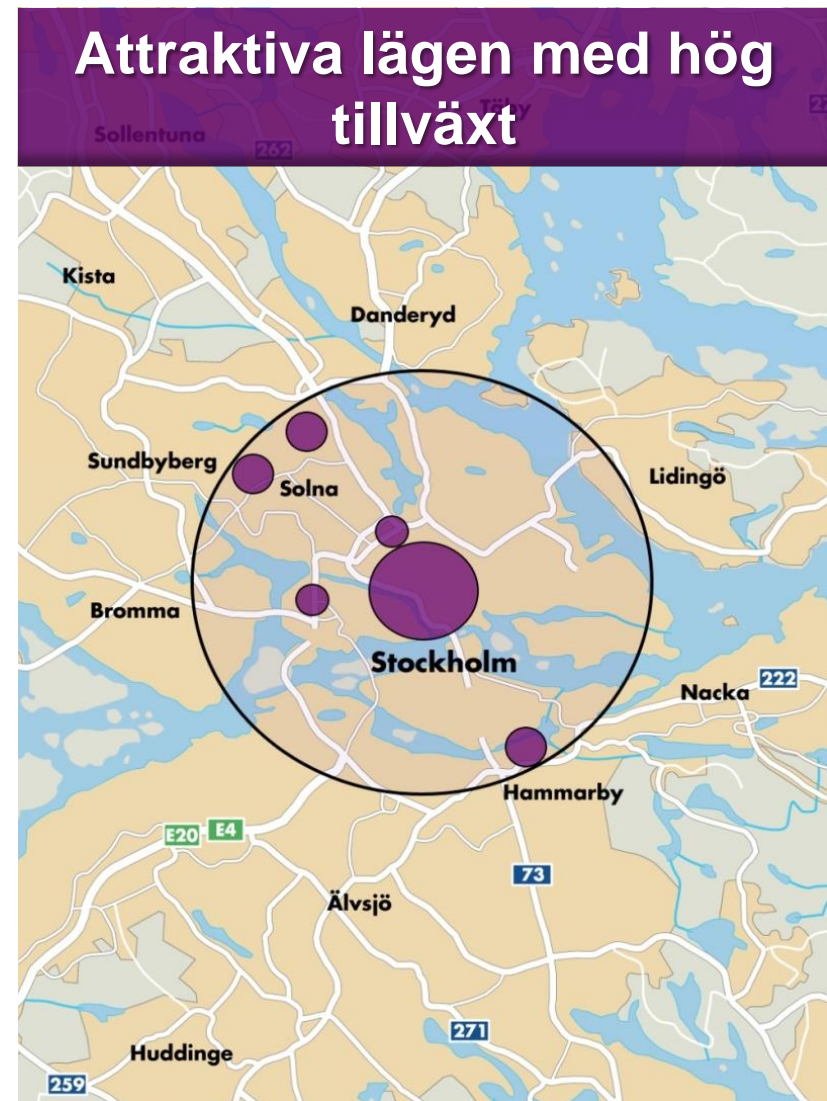 Attraktiva lägen med hög
tillväxt
Täby
Sollentuna
262
Kista
Danderyd
Sundbyberg
Solna
Lidingö
Bromma
Stockholm
Nacka
222
Hammarby
E20
E4
73
Älvsjö
271
Huddinge
259